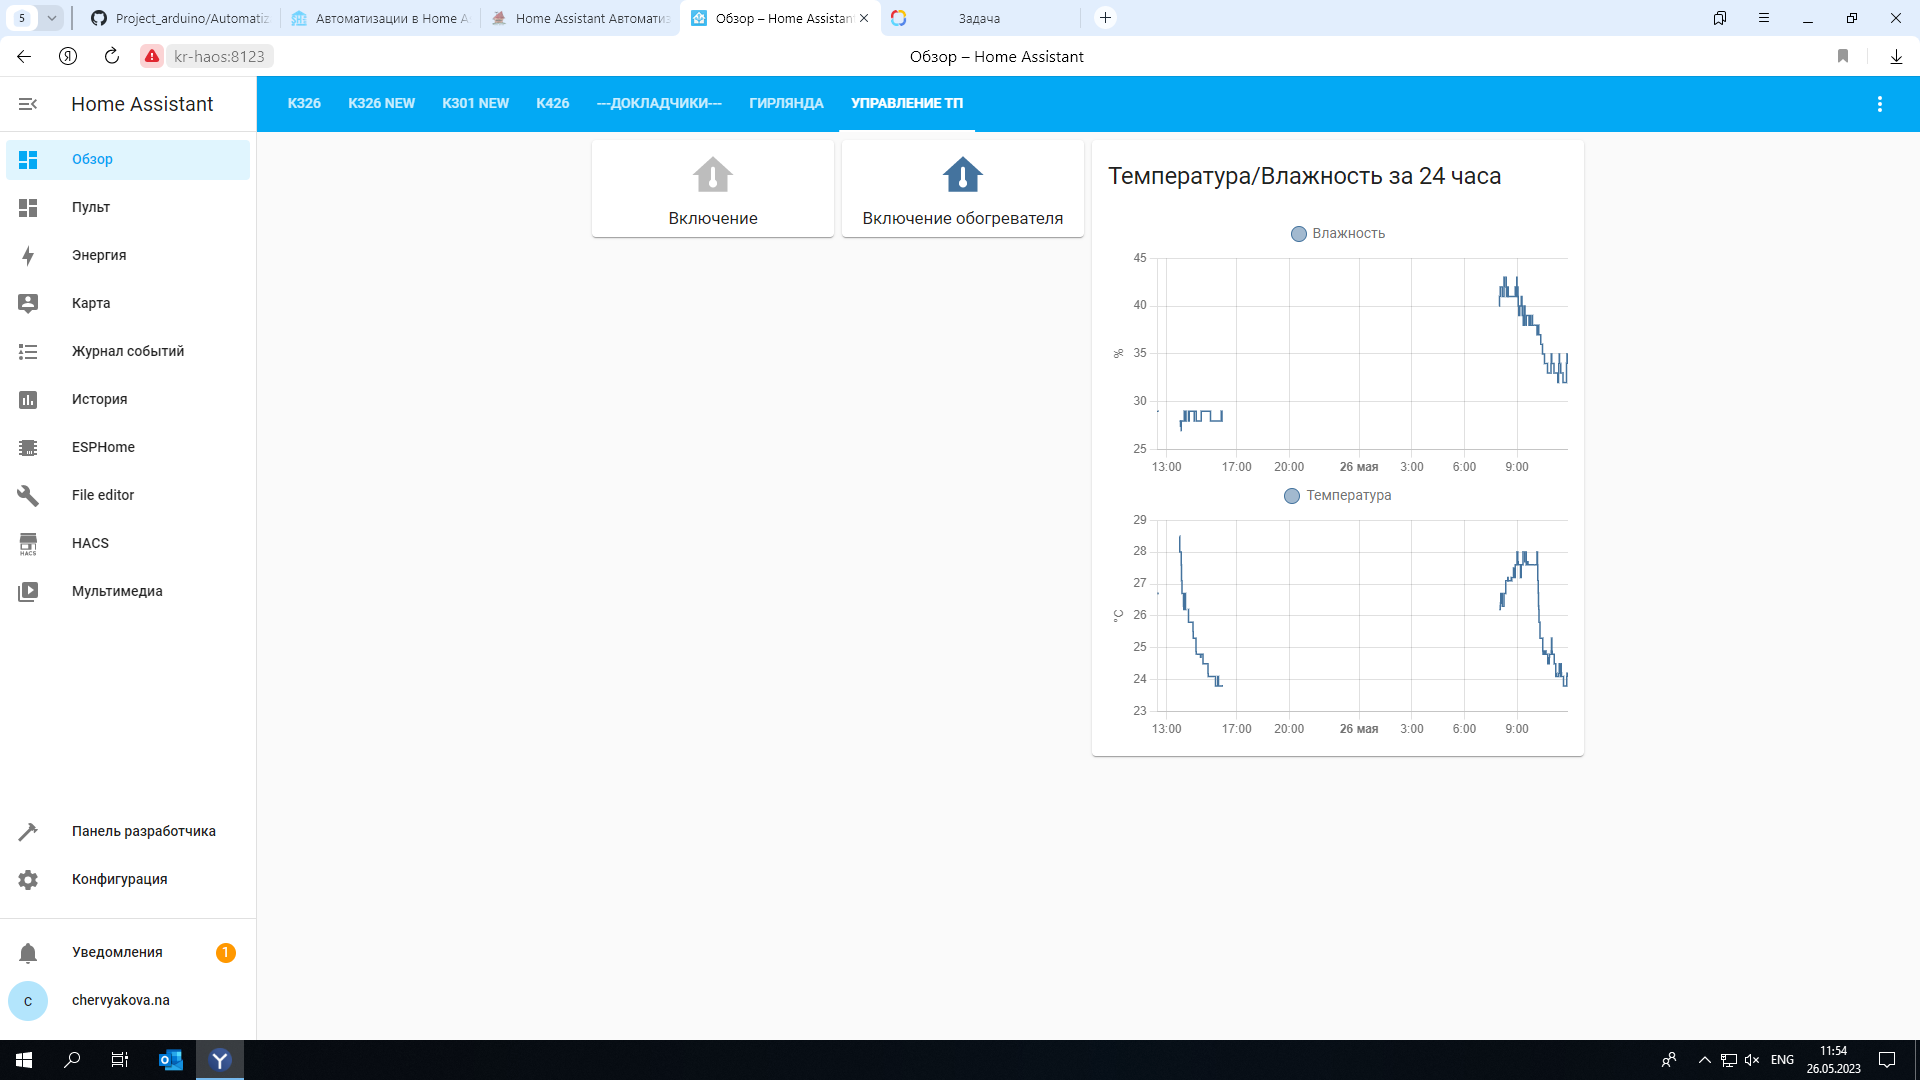 5
Project_arduino/Automatiz
Автоматизации в Home A
Home Assistant Автомати
Обзор – Home Assistant
Задача
kr-haos:8123
Обзор – Home Assistant
Home Assistant
K326
K326 NEW
K301 NEW
K426
---ДОКЛАДЧИКИ---
ГИРЛЯНДА
УПРАВЛЕНИЕ ТП
Обзор
Пульт
Энергия
Карта
Журнал событий
История
ESPHome
File editor
HACS
HACS
Мультимедиа
Панель разработчика
Конфигурация
Уведомления
1
c
chervyakova.na
Включение
Включение обогревателя
Температура/Влажность за 24 часа
Влажность
45
40
35
30
25
%
13:00
17:00
20:00
26 мая
3:00
6:00
9:00
Температура
29
28
27
26
25
24
23
°C
13:00
17:00
20:00
26 мая
3:00
6:00
9:00
ENG
11:54
26.05.2023